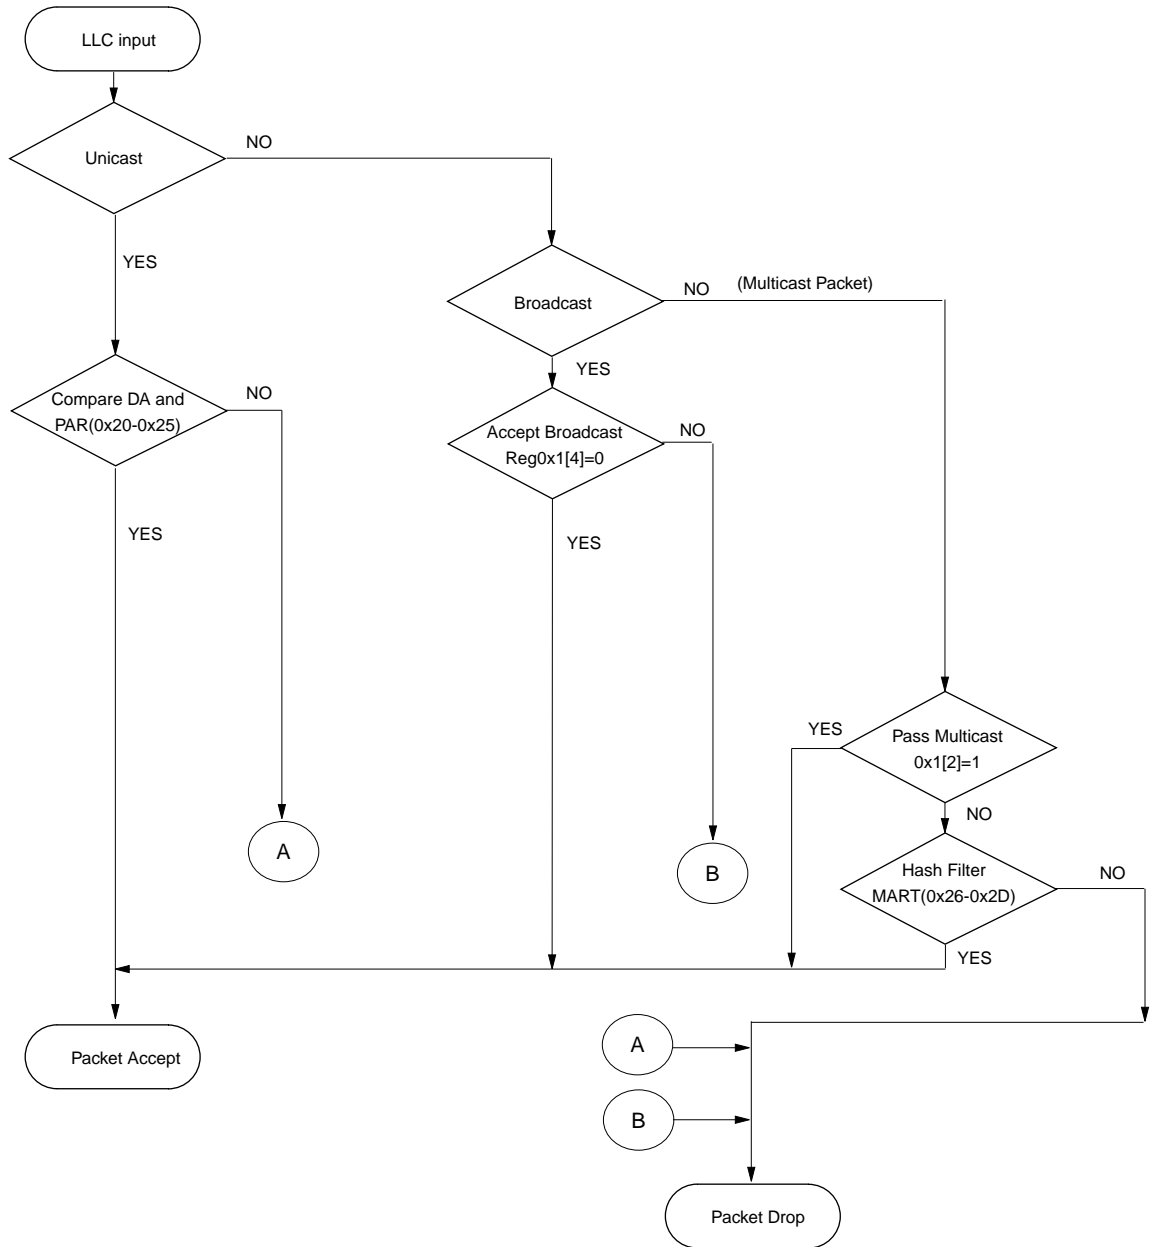 LLC input
Unicast
NO
YES
Broadcast
NO
(Multicast Packet)
YES
Compare DA and
PAR(0x20-0x25)
NO
Accept Broadcast
Reg0x1[4]=0
NO
YES
YES
Pass Multicast
0x1[2]=1
YES
NO
A
B
Hash Filter
MART(0x26-0x2D)
NO
YES
Packet Accept
A
B
Packet Drop